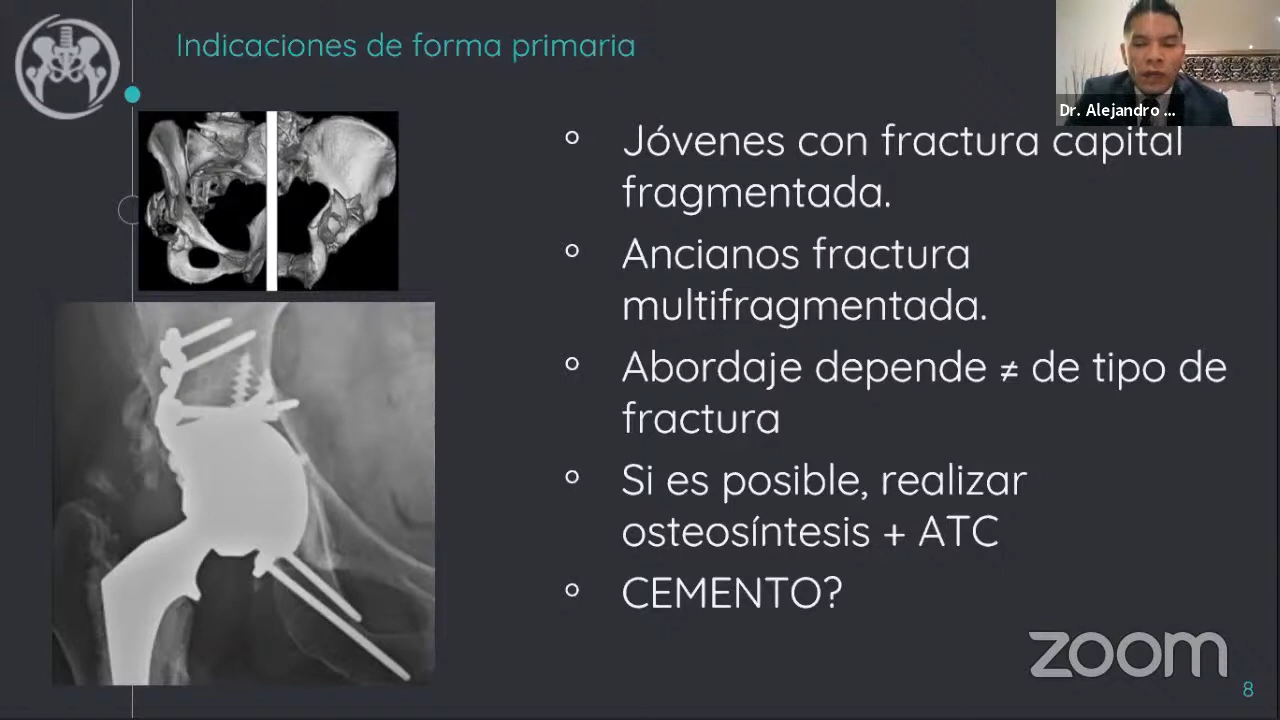 Indicaciones de forma primaria
Dr. Alejandro ...
Jóvenes con fractura capital
fragmentada.
Ancianos fractura
multifragmentada.
Abordaje depende ≠ de tipo de
fractura
Si es posible, realizar
osteosíntesis + ATC
CEMENTO?
zoom
8